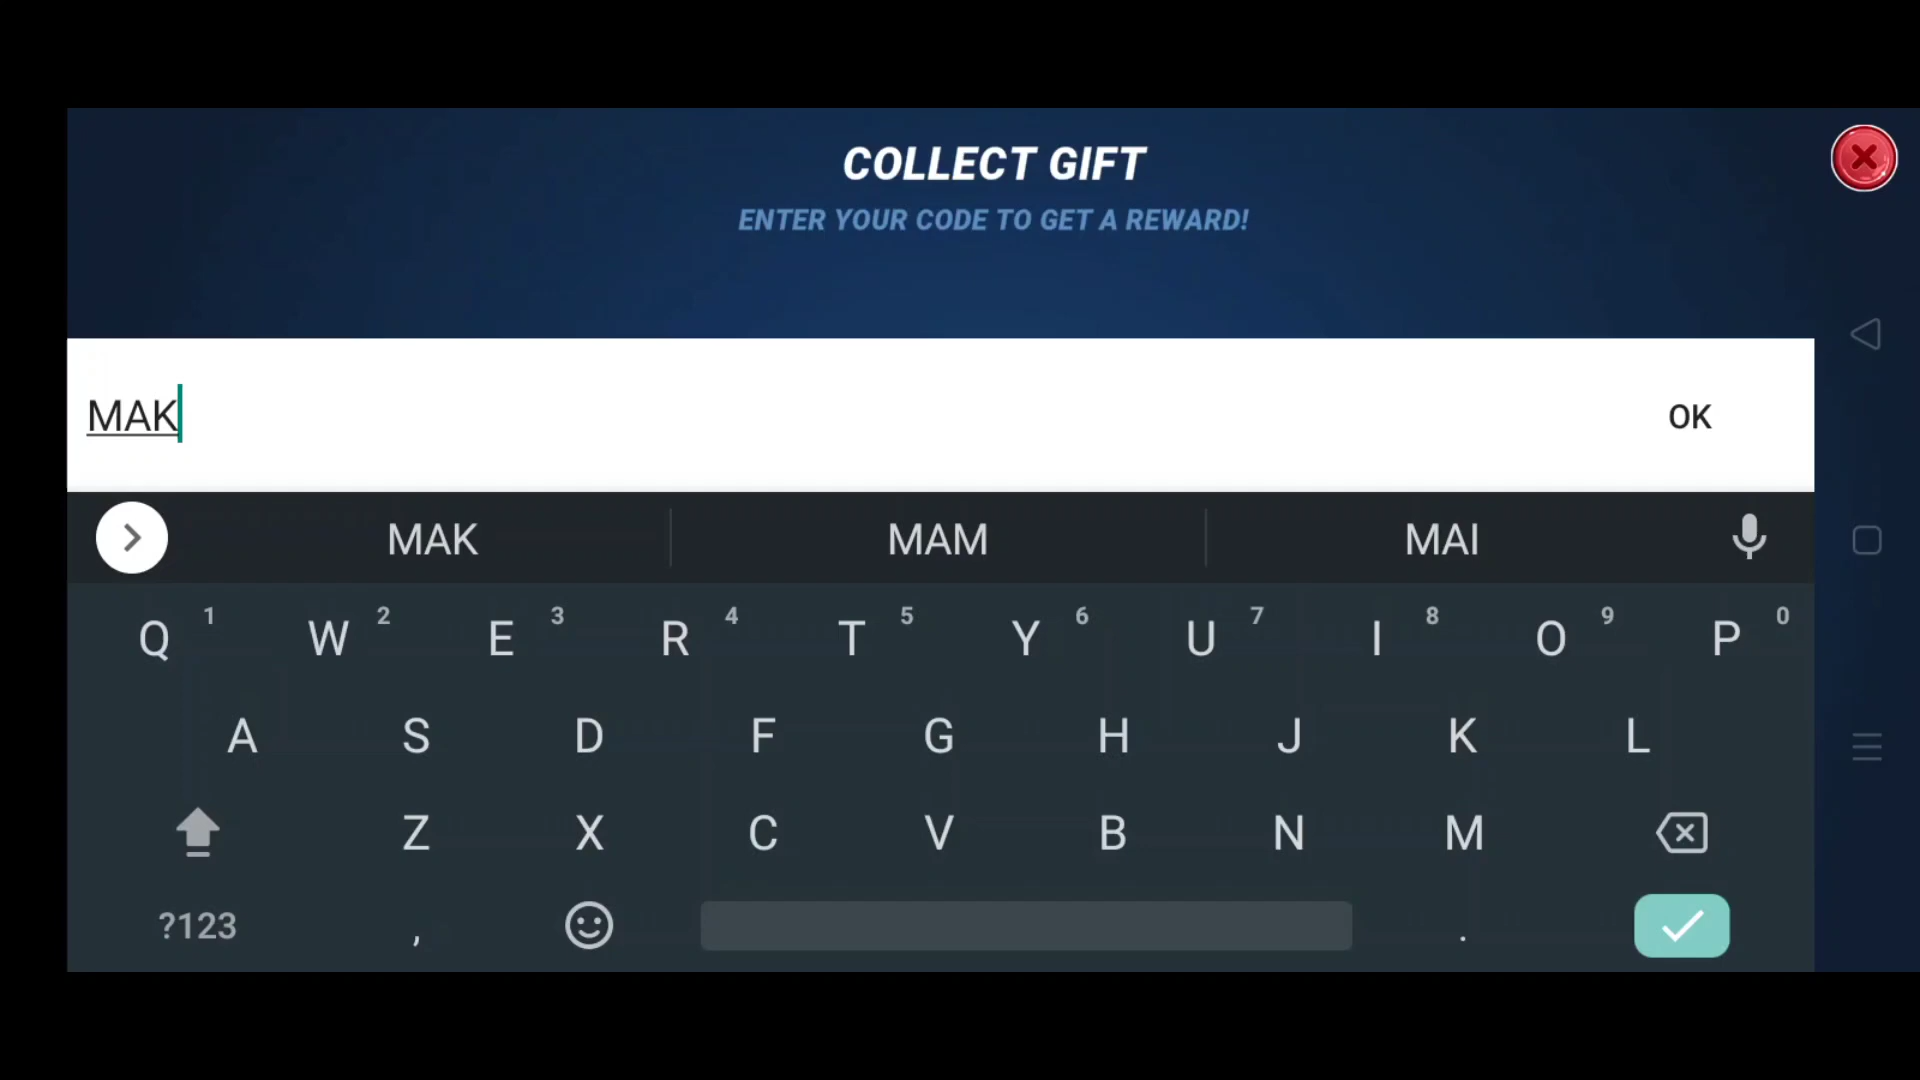 COLLECT GIFT
ENTER YOUR CODE TO GET A REWARD!
MAK
OK
MAK MAM MAI
Q 1 W 2 E 3 R 4 T 5 Y 6 U 7 I 8 O 9 P 0
A S D F G H J K L
Z X C V B N M
?123 , .